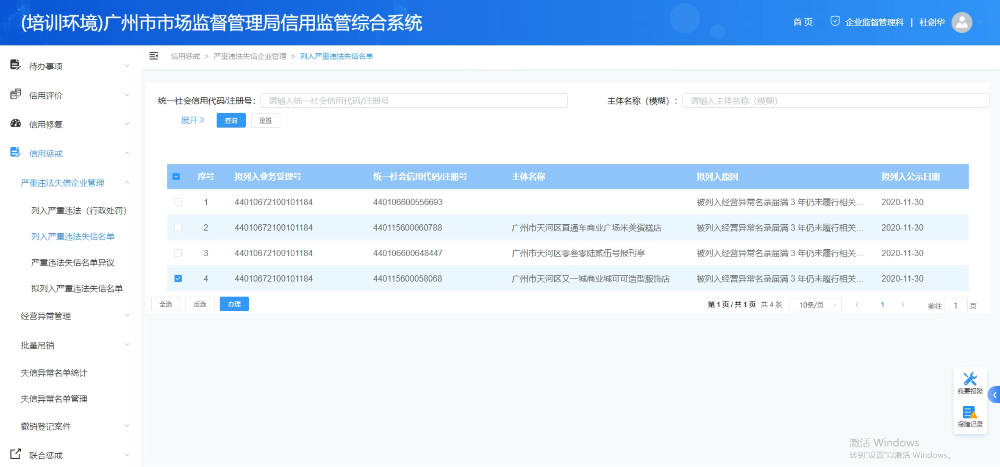 (培训环境)广州市市场监督管理局信用监管综合系统
首页 企业监督管理科 | 杜剑华
信用惩戒 > 严重违法失信企业管理 > 列入严重违法失信名单
待办事项
信用评价
信用修复
信用惩戒
严重违法失信企业管理
列入严重违法（行政处罚）
列入严重违法失信名单
严重违法失信名单异议
拟列入严重违法失信名单
经营异常管理
批量吊销
失信异常名单统计
失信异常名单管理
撤销登记案件
联合惩戒
统一社会信用代码/注册号： 请输入统一社会信用代码/注册号 主体名称（模糊）： 请输入主体名称（模糊）
展开 查询 重置
序号 拟列入业务受理号 统一社会信用代码/注册号 主体名称 拟列入原因 拟列入公示日期
1 44010672100101184 440106600556693 被列入经营异常名录届满 3 年仍未履行相关... 2020-11-30
2 44010672100101184 440115600060788 广州市天河区直通车商业广场米美蛋糕店 被列入经营异常名录届满 3 年仍未履行相关... 2020-11-30
3 44010672100101184 440106600648447 广州市天河区零叁零陆贰伍号报刊亭 被列入经营异常名录届满 3 年仍未履行相关... 2020-11-30
4 44010672100101184 440115600058068 广州市天河区又一城商业城可可造型服饰店 被列入经营异常名录届满 3 年仍未履行相关... 2020-11-30
全选 反选 办理 第 1 页 / 共 1 页 共 4 条 10条/页 1 前往 1 页
我要报障
报障记录
激活 Windows
转到"设置"以激活 Windows。